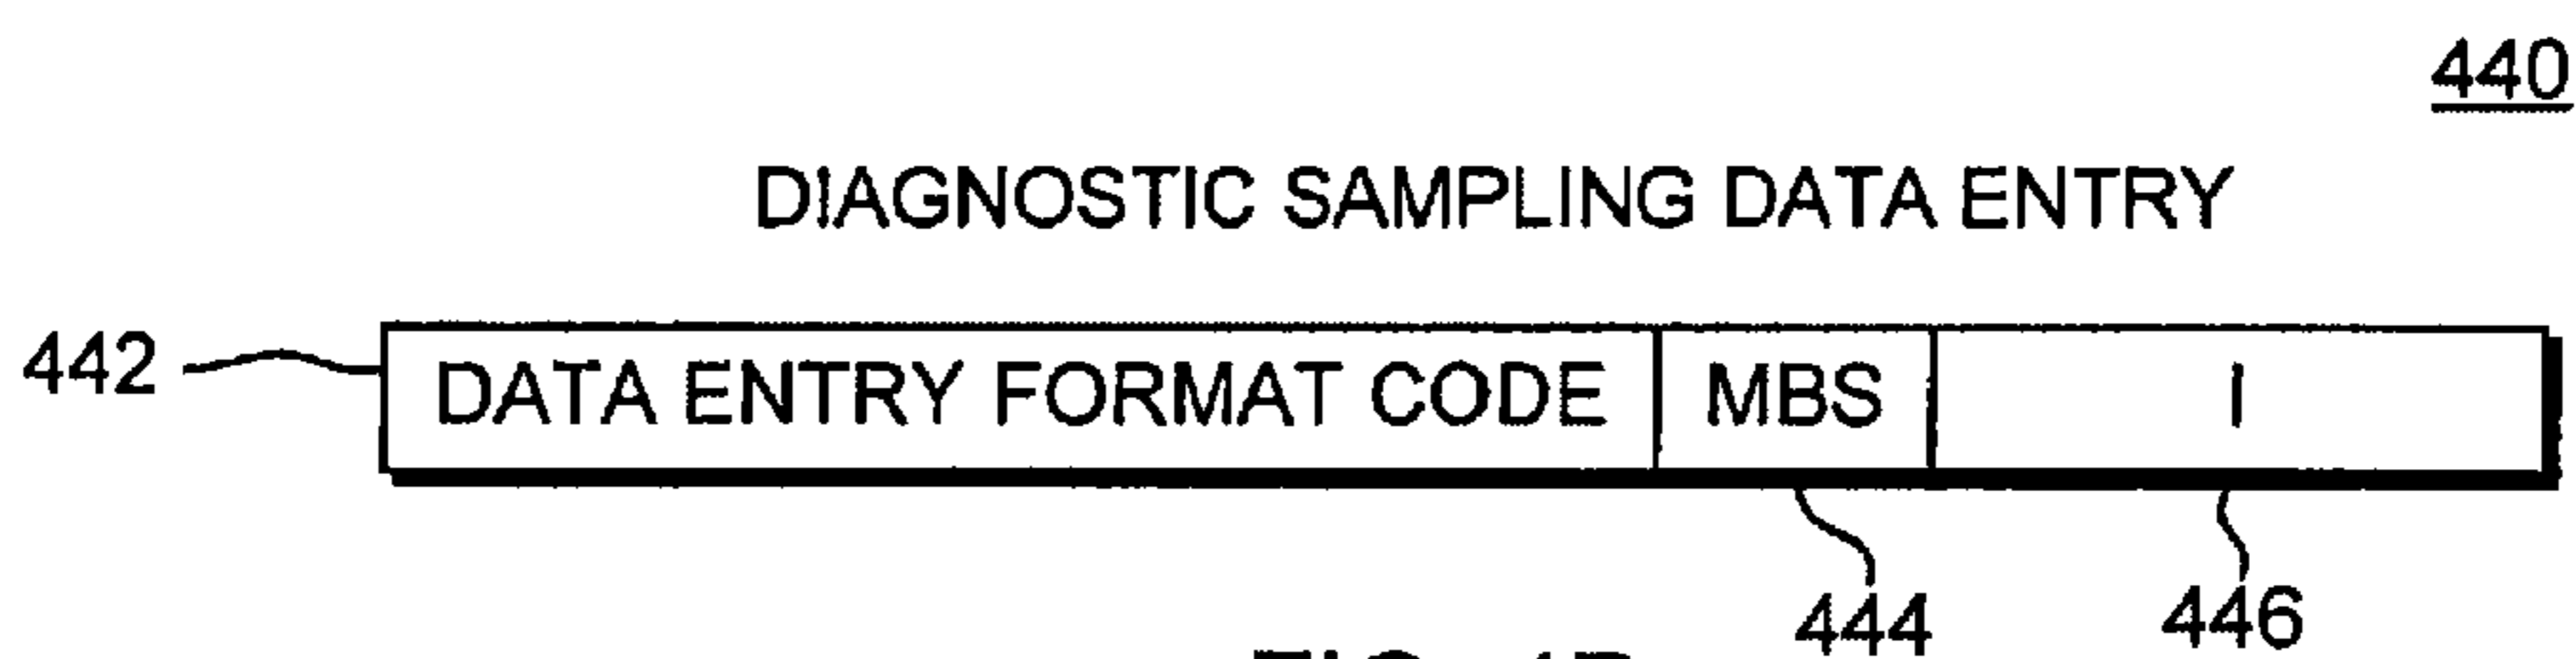 440
DIAGNOSTIC SAMPLING DATA ENTRY
442 DATA ENTRY FORMAT CODE MBS I
444 446